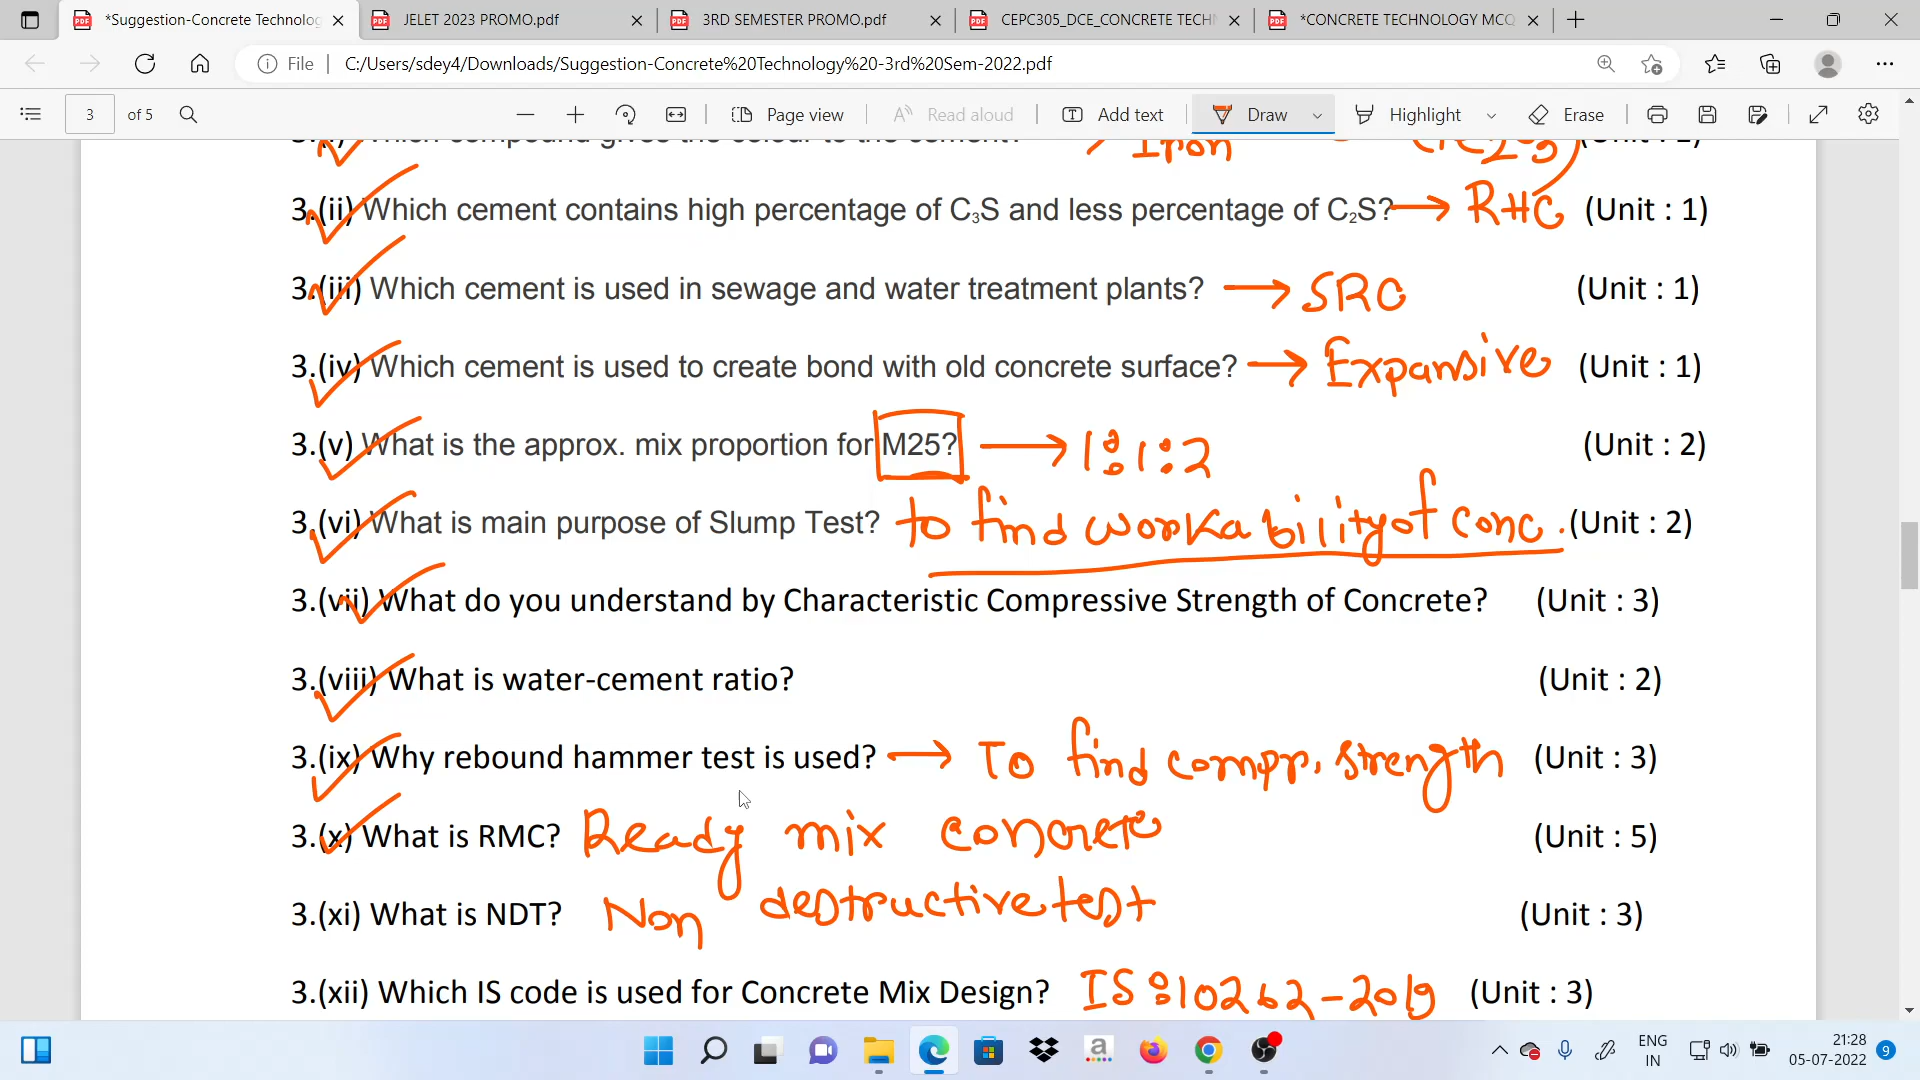 *Suggestion-Concrete Technolog
JELET 2023 PROMO.pdf
3RD SEMESTER PROMO.pdf
CEPC305_DCE_CONCRETE TECH
*CONCRETE TECHNOLOGY MCQ
File C:/Users/sdey4/Downloads/Suggestion-Concrete%20Technology%20-3rd%20Sem-2022.pdf
3 of 5 Page view Read aloud Add text Draw Highlight Erase
3.(ii) Which cement contains high percentage of C₃S and less percentage of C₂S? → RHC (Unit : 1)
3.(iii) Which cement is used in sewage and water treatment plants? → SRC (Unit : 1)
3.(iv) Which cement is used to create bond with old concrete surface? → Expansive (Unit : 1)
3.(v) What is the approx. mix proportion for M25? → 1:1:2 (Unit : 2)
3.(vi) What is main purpose of Slump Test? to find workability of conc. (Unit : 2)
3.(vii) What do you understand by Characteristic Compressive Strength of Concrete? (Unit : 3)
3.(viii) What is water-cement ratio? (Unit : 2)
3.(ix) Why rebound hammer test is used? → To find compr. strength (Unit : 3)
3.(x) What is RMC? Ready mix concrete (Unit : 5)
3.(xi) What is NDT? Non destructive test (Unit : 3)
3.(xii) Which IS code is used for Concrete Mix Design? IS:10262-2019 (Unit : 3)
ENG
IN
21:28
05-07-2022
9